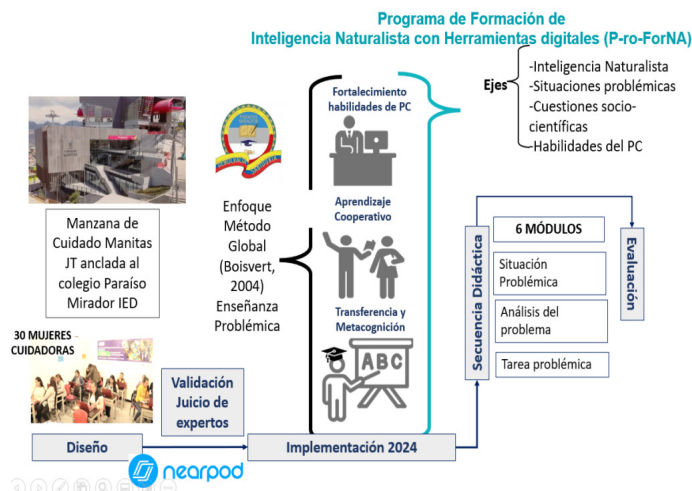 Programa de Formación de
Inteligencia Naturalista con Herramientas digitales (P-ro-ForNA)
Ejes
-Inteligencia Naturalista
-Situaciones problémicas
-Cuestiones socio-
científicas
-Habilidades del PC
Fortalecimiento
habilidades de PC
Aprendizaje
Cooperativo
Transferencia y
Metacognición
ABC
Enfoque
Método
Global
(Boisvert,
2004)
Enseñanza
Problémica
Manzana de
Cuidado Manitas
JT anclada al
colegio Paraíso
Mirador IED
30 MUJERES
CUIDADORAS
Validación
Juicio de
expertos
Diseño
Implementación 2024
nearpod
Secuencia Didáctica
6 MÓDULOS
Situación
Problémica
Análisis del
problema
Tarea problémica
Evaluación